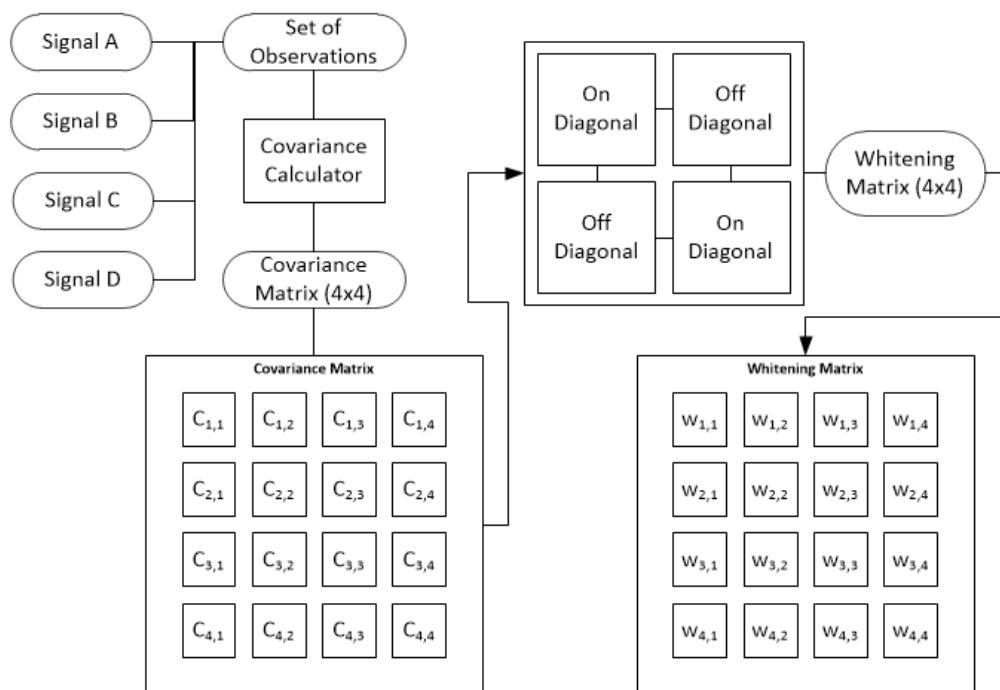 Signal A
Signal B
Signal C
Signal D
Set of
Observations
Covariance
Calculator
Covariance
Matrix (4x4)
Covariance Matrix
C1,1 C1,2 C1,3 C1,4
C2,1 C2,2 C2,3 C2,4
C3,1 C3,2 C3,3 C3,4
C4,1 C4,2 C4,3 C4,4
On
Diagonal
Off
Diagonal
Off
Diagonal
On
Diagonal
Whitening
Matrix (4x4)
Whitening Matrix
w1,1 w1,2 w1,3 w1,4
w2,1 w2,2 w2,3 w2,4
w3,1 w3,2 w3,3 w3,4
w4,1 w4,2 w4,3 w4,4